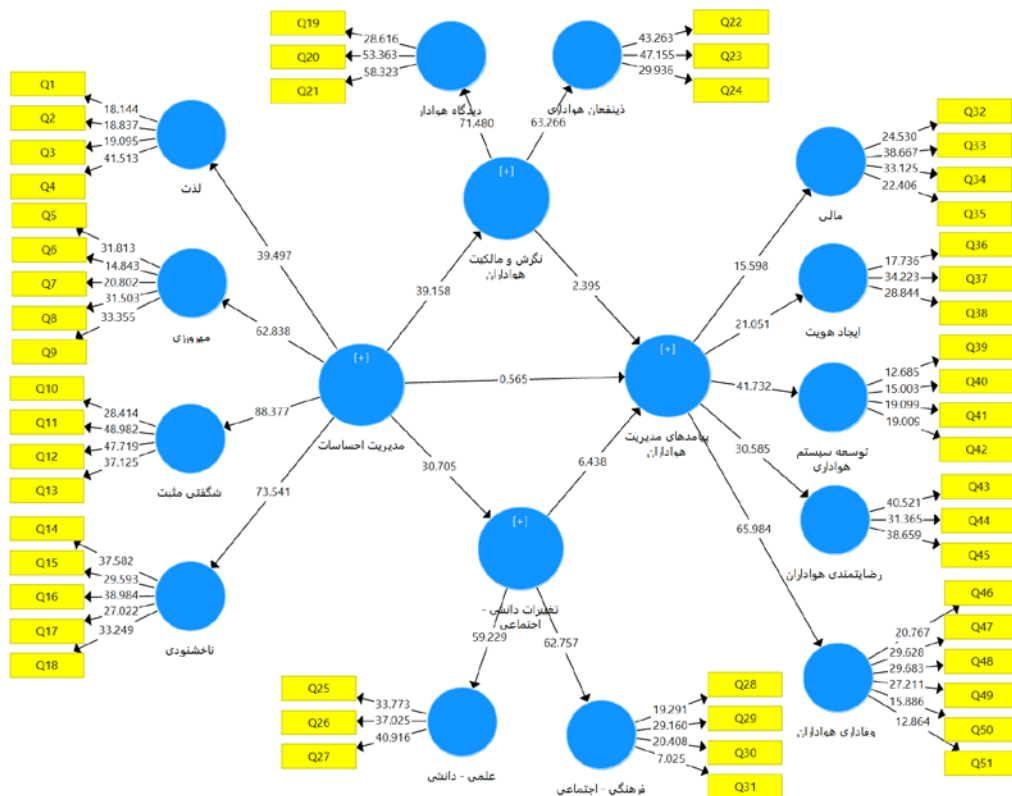 Q19
Q20
Q21
28.616
53.363
58.323
دیدگاه هوادار
Q22
Q23
Q24
43.263
47.155
29.936
ذینفعان هواداری
71.480
63.266
[+]
نگرش و مالکیت
هواداران
Q1
Q2
Q3
Q4
18.144
18.837
19.095
41.513
لذت
Q5
Q6
Q7
Q8
Q9
31.813
14.843
20.802
31.503
33.355
مهرورزی
Q10
Q11
Q12
Q13
28.414
48.982
47.719
37.125
شگفتی مثبت
Q14
Q15
Q16
Q17
Q18
37.582
29.593
38.984
27.022
33.249
ناخشنودی
39.497
62.838
88.377
73.541
[+]
مدیریت احساسات
39.158
0.565
30.705
2.395
6.438
[+]
پیامدهای مدیریت
هواداران
15.598
21.051
41.732
30.585
65.984
مالی
24.530
38.667
33.125
22.406
Q32
Q33
Q34
Q35
ایجاد هویت
17.736
34.223
28.844
Q36
Q37
Q38
توسعه سیستم
هواداری
12.685
15.003
19.099
19.009
Q39
Q40
Q41
Q42
رضایتمندی هواداران
40.521
31.365
38.659
Q43
Q44
Q45
وفاداری هواداران
20.767
29.628
29.683
27.211
15.886
12.864
Q46
Q47
Q48
Q49
Q50
Q51
[+]
تغییرات دانشی -
اجتماعی
59.229
62.757
Q25
Q26
Q27
33.773
37.025
40.916
علمی - دانشی
Q28
Q29
Q30
Q31
19.291
29.160
20.408
7.025
فرهنگی - اجتماعی